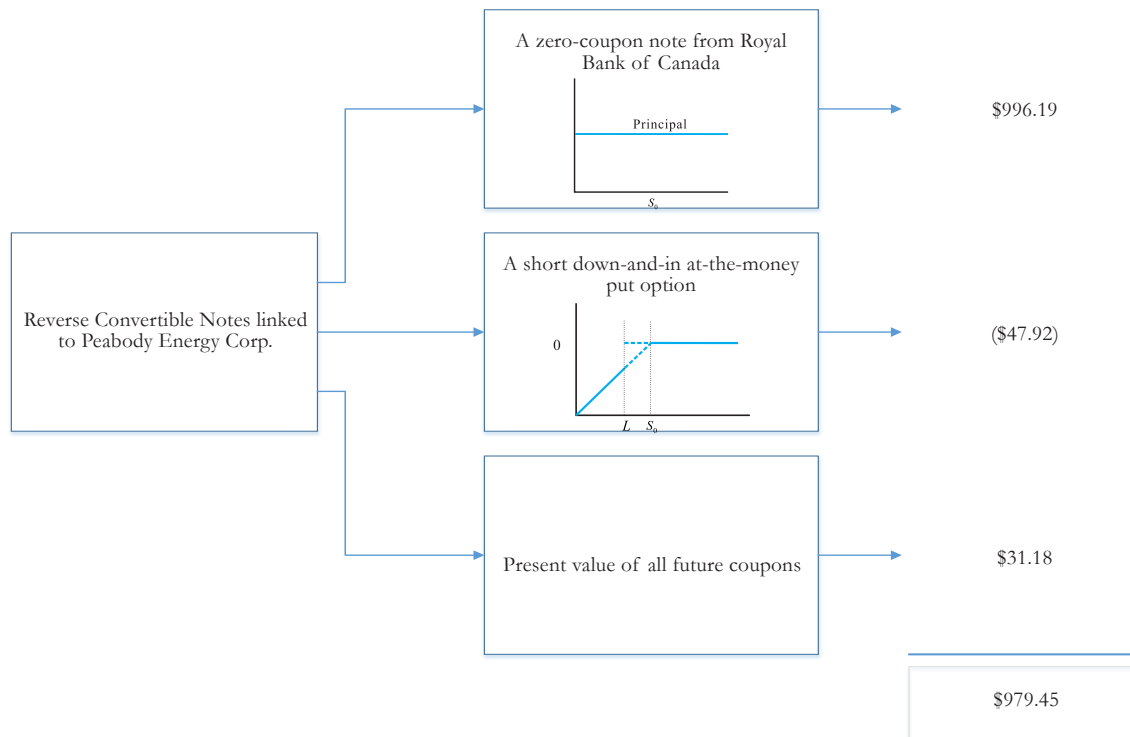 A zero-coupon note from Royal
Bank of Canada
Principal
S₀
$996.19
Reverse Convertible Notes linked
to Peabody Energy Corp.
A short down-and-in at-the-money
put option
0
L S₀
($47.92)
Present value of all future coupons
$31.18
$979.45